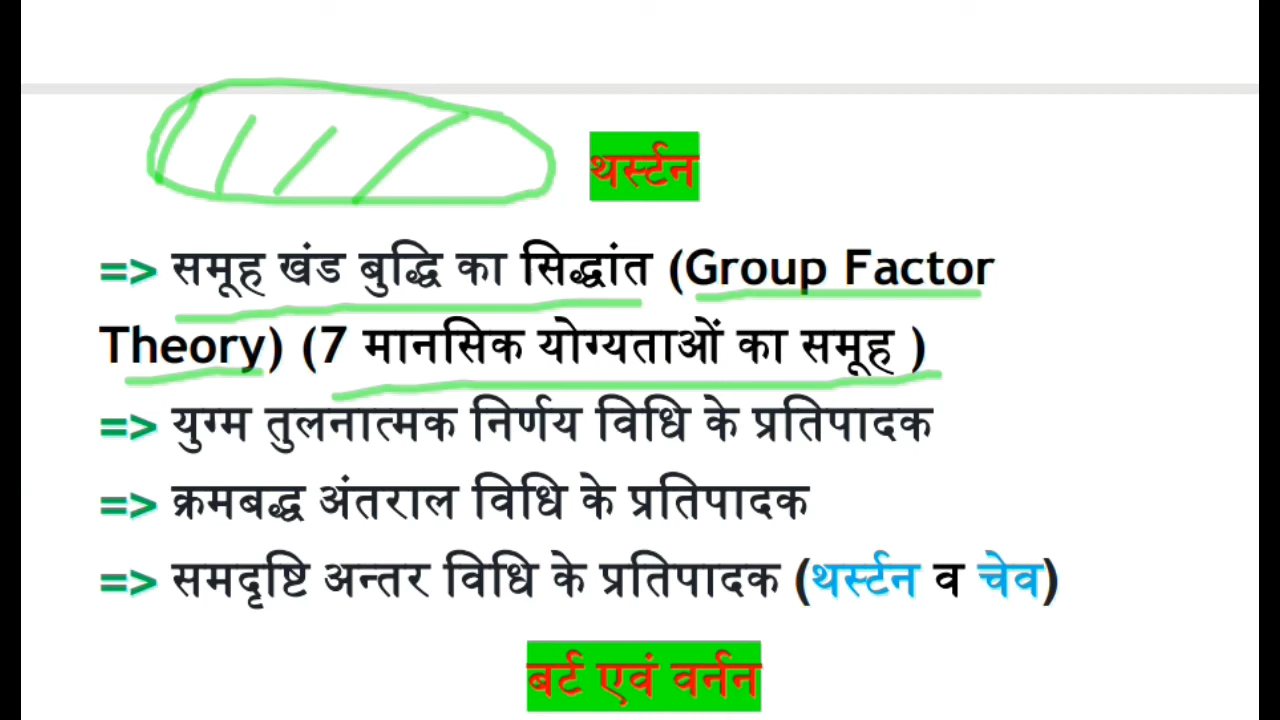 थर्स्टन
=> समूह खंड बुद्धि का सिद्धांत (Group Factor
Theory) (7 मानसिक योग्यताओं का समूह )
=> युग्म तुलनात्मक निर्णय विधि के प्रतिपादक
=> क्रमबद्ध अंतराल विधि के प्रतिपादक
=> समदृष्टि अन्तर विधि के प्रतिपादक (थर्स्टन व चेव)
बर्ट एवं वर्नन